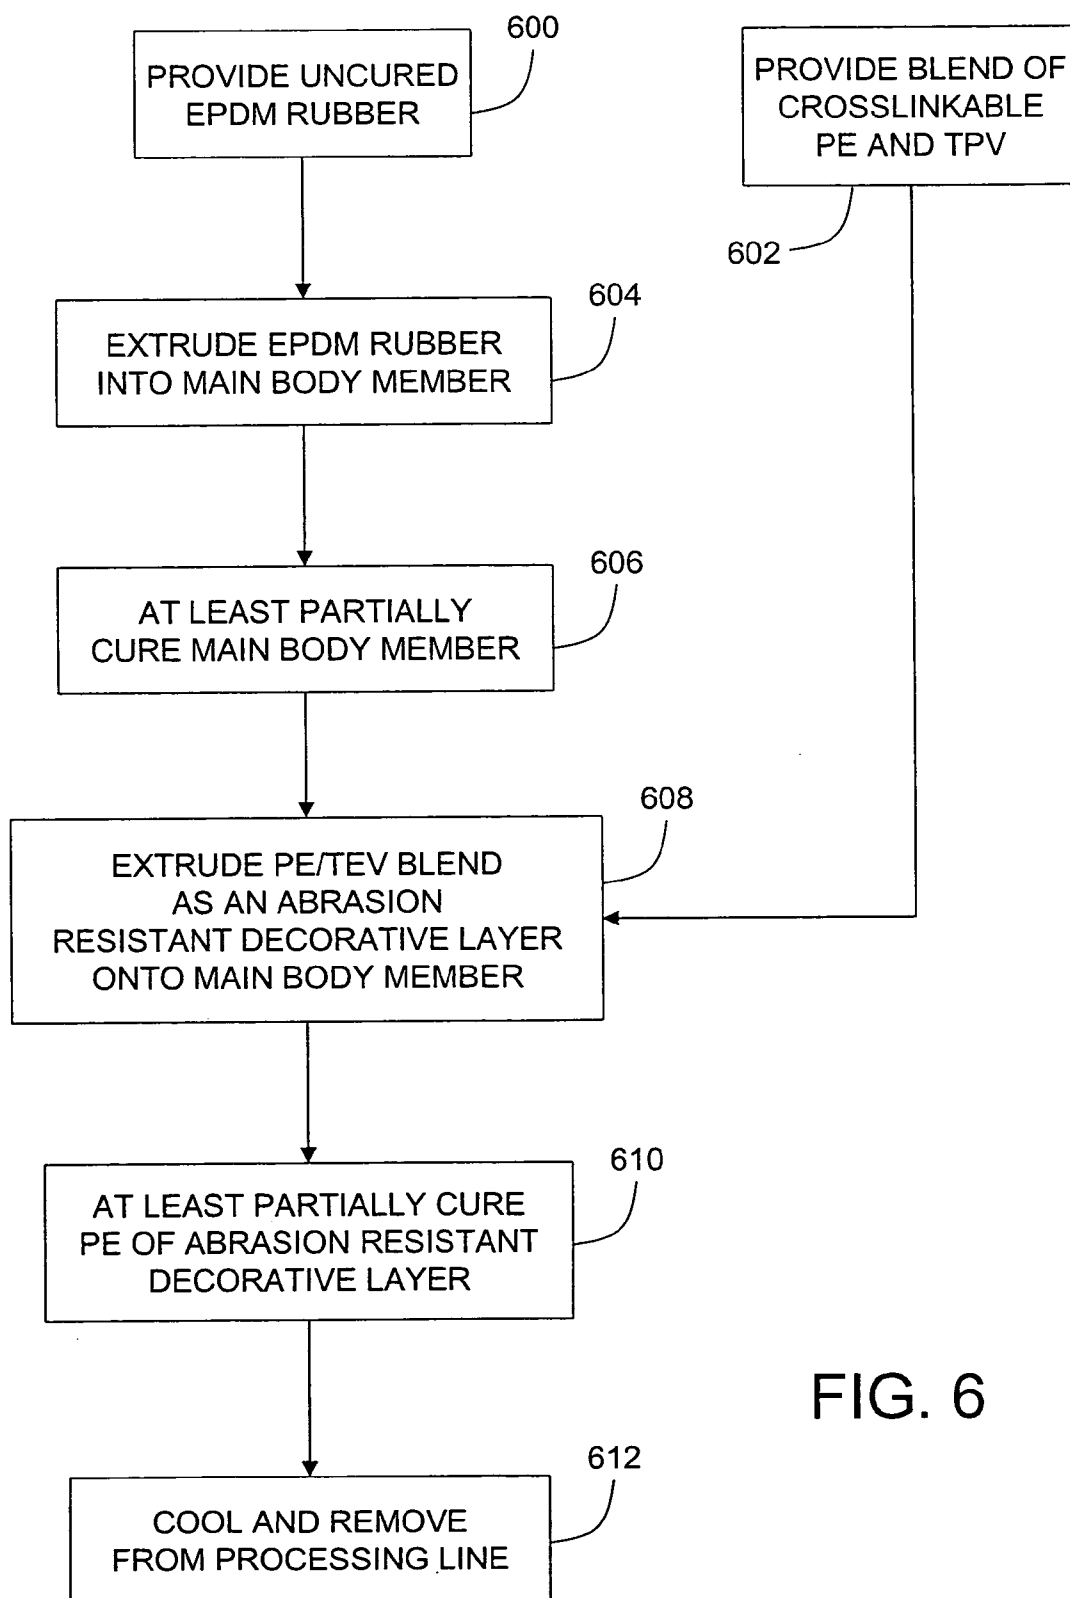 600
PROVIDE UNCURED
EPDM RUBBER
PROVIDE BLEND OF
CROSSLINKABLE
PE AND TPV
602
604
EXTRUDE EPDM RUBBER
INTO MAIN BODY MEMBER
606
AT LEAST PARTIALLY
CURE MAIN BODY MEMBER
608
EXTRUDE PE/TEV BLEND
AS AN ABRASION
RESISTANT DECORATIVE LAYER
ONTO MAIN BODY MEMBER
610
AT LEAST PARTIALLY CURE
PE OF ABRASION RESISTANT
DECORATIVE LAYER
FIG. 6
612
COOL AND REMOVE
FROM PROCESSING LINE